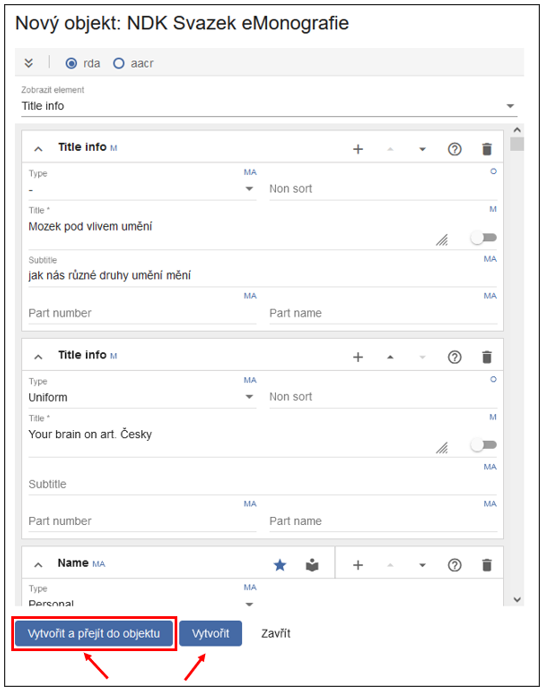 Nový objekt: NDK Svazek eMonografie
rda aacr
Zobrazit element
Title info
Title info M
Type MA
-
Non sort O
Title * M
Mozek pod vlivem umění
Subtitle MA
jak nás různé druhy umění mění
Part number MA
Part name MA
Title info M
Type MA
Uniform
Non sort O
Title * M
Your brain on art. Česky
Subtitle MA
Part number MA
Part name MA
Name MA
Type MA
Personal
Vytvořit a přejít do objektu Vytvořit Zavřít